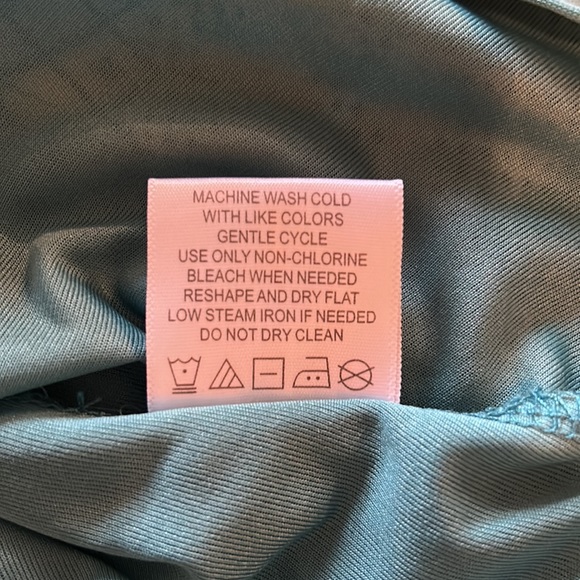 MACHINE WASH COLD
WITH LIKE COLORS
GENTLE CYCLE
USE ONLY NON-CHLORINE
BLEACH WHEN NEEDED
RESHAPE AND DRY FLAT
LOW STEAM IRON IF NEEDED
DO NOT DRY CLEAN